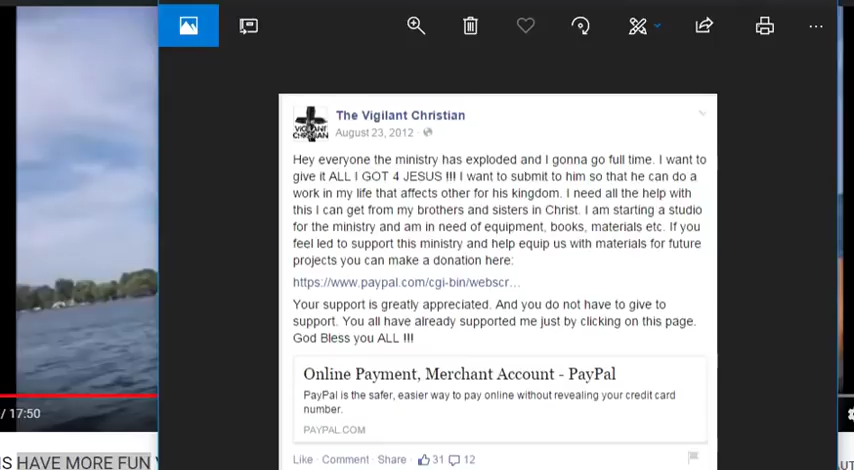 The Vigilant Christian
August 23, 2012
Hey everyone the ministry has exploded and I gonna go full time. I want to
give it ALL I GOT 4 JESUS !!! I want to submit to him so that he can do a
work in my life that affects other for his kingdom. I need all the help with
this I can get from my brothers and sisters in Christ. I am starting a studio
for the ministry and am in need of equipment, books, materials etc. If you
feel led to support this ministry and help equip us with materials for future
projects you can make a donation here:
https://www.paypal.com/cgi-bin/webscr...
Your support is greatly appreciated. And you do not have to give to
support. You all have already supported me just by clicking on this page.
God Bless you ALL !!!
Online Payment, Merchant Account - PayPal
PayPal is the safer, easier way to pay online without revealing your credit card
number.
PAYPAL.COM
Like · Comment · Share · 31 12
/ 17:50
HAVE MORE FUN